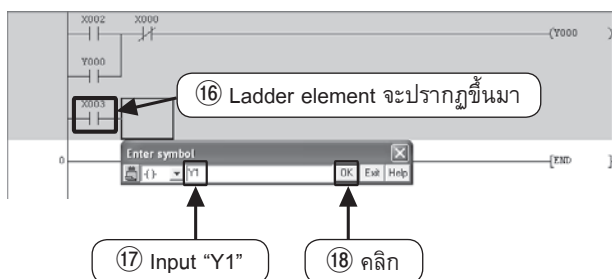 X002 X000
(Y000 )
Y000
X003
⑯ Ladder element จะปรากฏขึ้นมา
Enter symbol
0
[END ]
Y1 OK Exit Help
⑰ Input “Y1”
⑱ คลิก